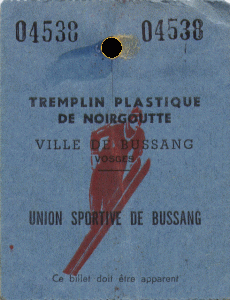 04538 04538
TREMPLIN PLASTIQUE
DE NOIRGOUTTE
VILLE DE BUSSANG
(VOSGES)
UNION SPORTIVE DE BUSSANG
Ce billet doit être apparent